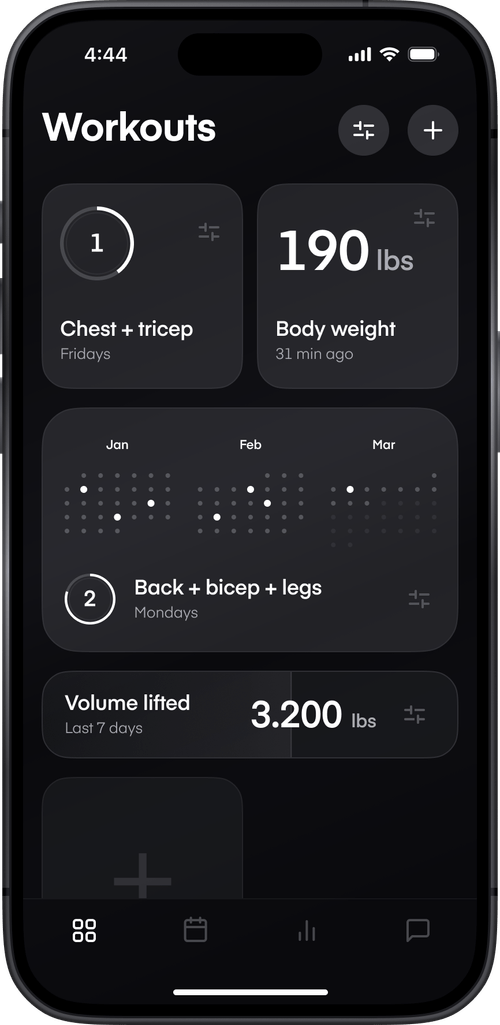 4:44
Workouts
1
Chest + tricep
Fridays
190 lbs
Body weight
31 min ago
Jan
Feb
Mar
2
Back + bicep + legs
Mondays
Volume lifted
Last 7 days
3.200 lbs